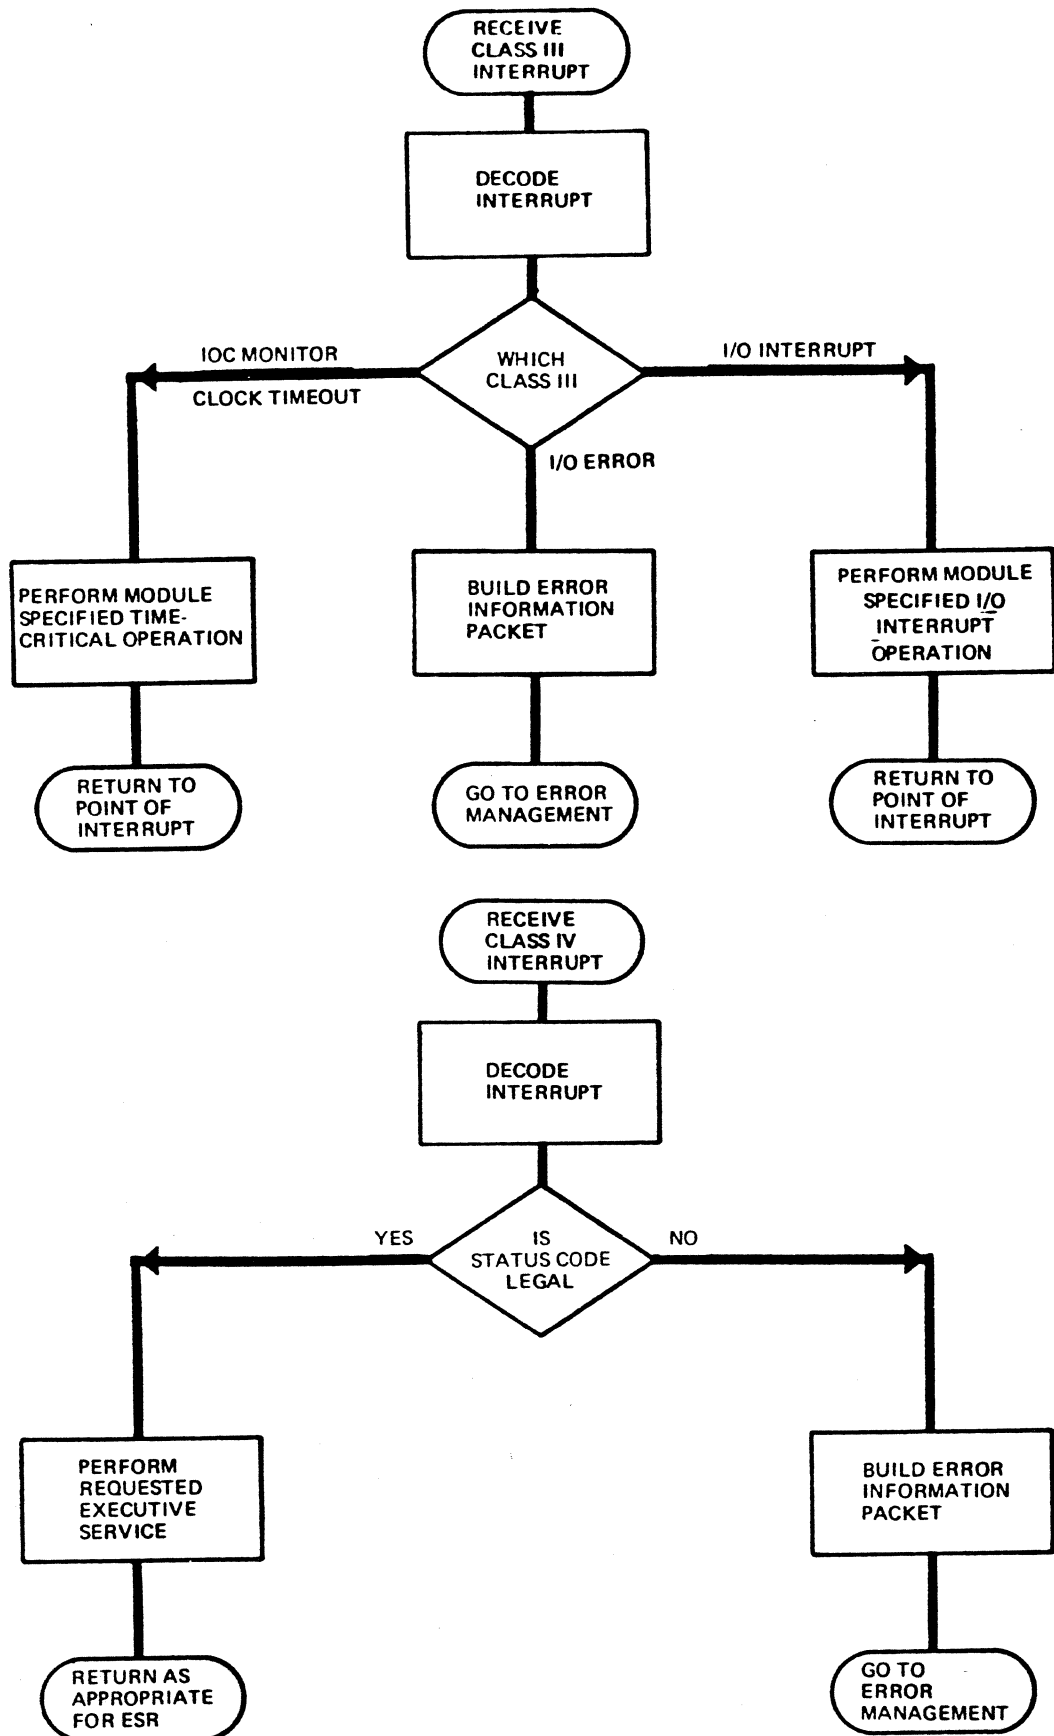 RECEIVE
CLASS III
INTERRUPT
DECODE
INTERRUPT
WHICH
CLASS III
IOC MONITOR
CLOCK TIMEOUT
I/O INTERRUPT
I/O ERROR
PERFORM MODULE
SPECIFIED TIME-
CRITICAL OPERATION
BUILD ERROR
INFORMATION
PACKET
PERFORM MODULE
SPECIFIED I/O
INTERRUPT
OPERATION
RETURN TO
POINT OF
INTERRUPT
GO TO ERROR
MANAGEMENT
RETURN TO
POINT OF
INTERRUPT
RECEIVE
CLASS IV
INTERRUPT
DECODE
INTERRUPT
YES
IS
STATUS CODE
LEGAL
NO
PERFORM
REQUESTED
EXECUTIVE
SERVICE
BUILD ERROR
INFORMATION
PACKET
RETURN AS
APPROPRIATE
FOR ESR
GO TO
ERROR
MANAGEMENT